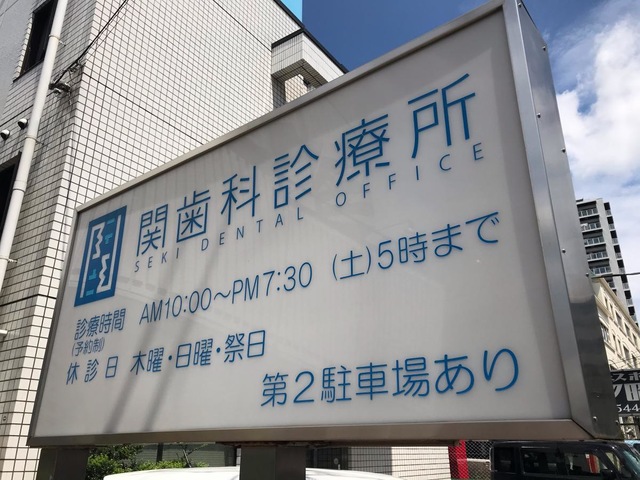 関歯科診療所
SEKI DENTAL OFFICE
診療時間 AM10:00～PM7:30 (土)5時まで
(予約制)
休診日 木曜・日曜・祭日
第2駐車場あり
544